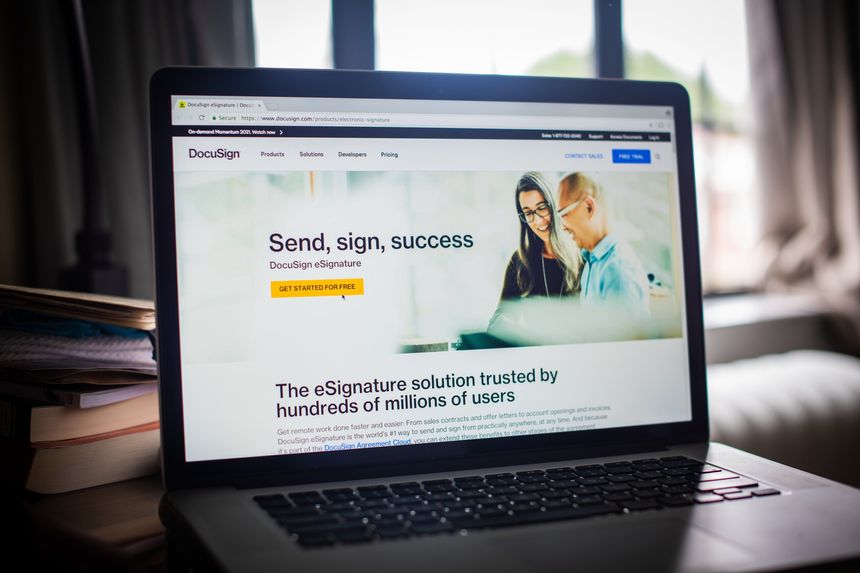 DocuSign eSignature | DocuS
Secure https://www.docusign.com/products/electronic-signature
On-demand Momentum 2021. Watch now
Sales 1-877-720-2040 Support Access Documents Log In
DocuSign Products Solutions Developers Pricing CONTACT SALES FREE TRIAL
Send, sign, success
DocuSign eSignature
GET STARTED FOR FREE
The eSignature solution trusted by
hundreds of millions of users
Get remote work done faster and easier: From sales contracts and offer letters to account openings and invoices,
DocuSign eSignature is the world's #1 way to send and sign from practically anywhere, at any time. And because
it's part of the DocuSign Agreement Cloud, you can extend these benefits to other stages of the agreement